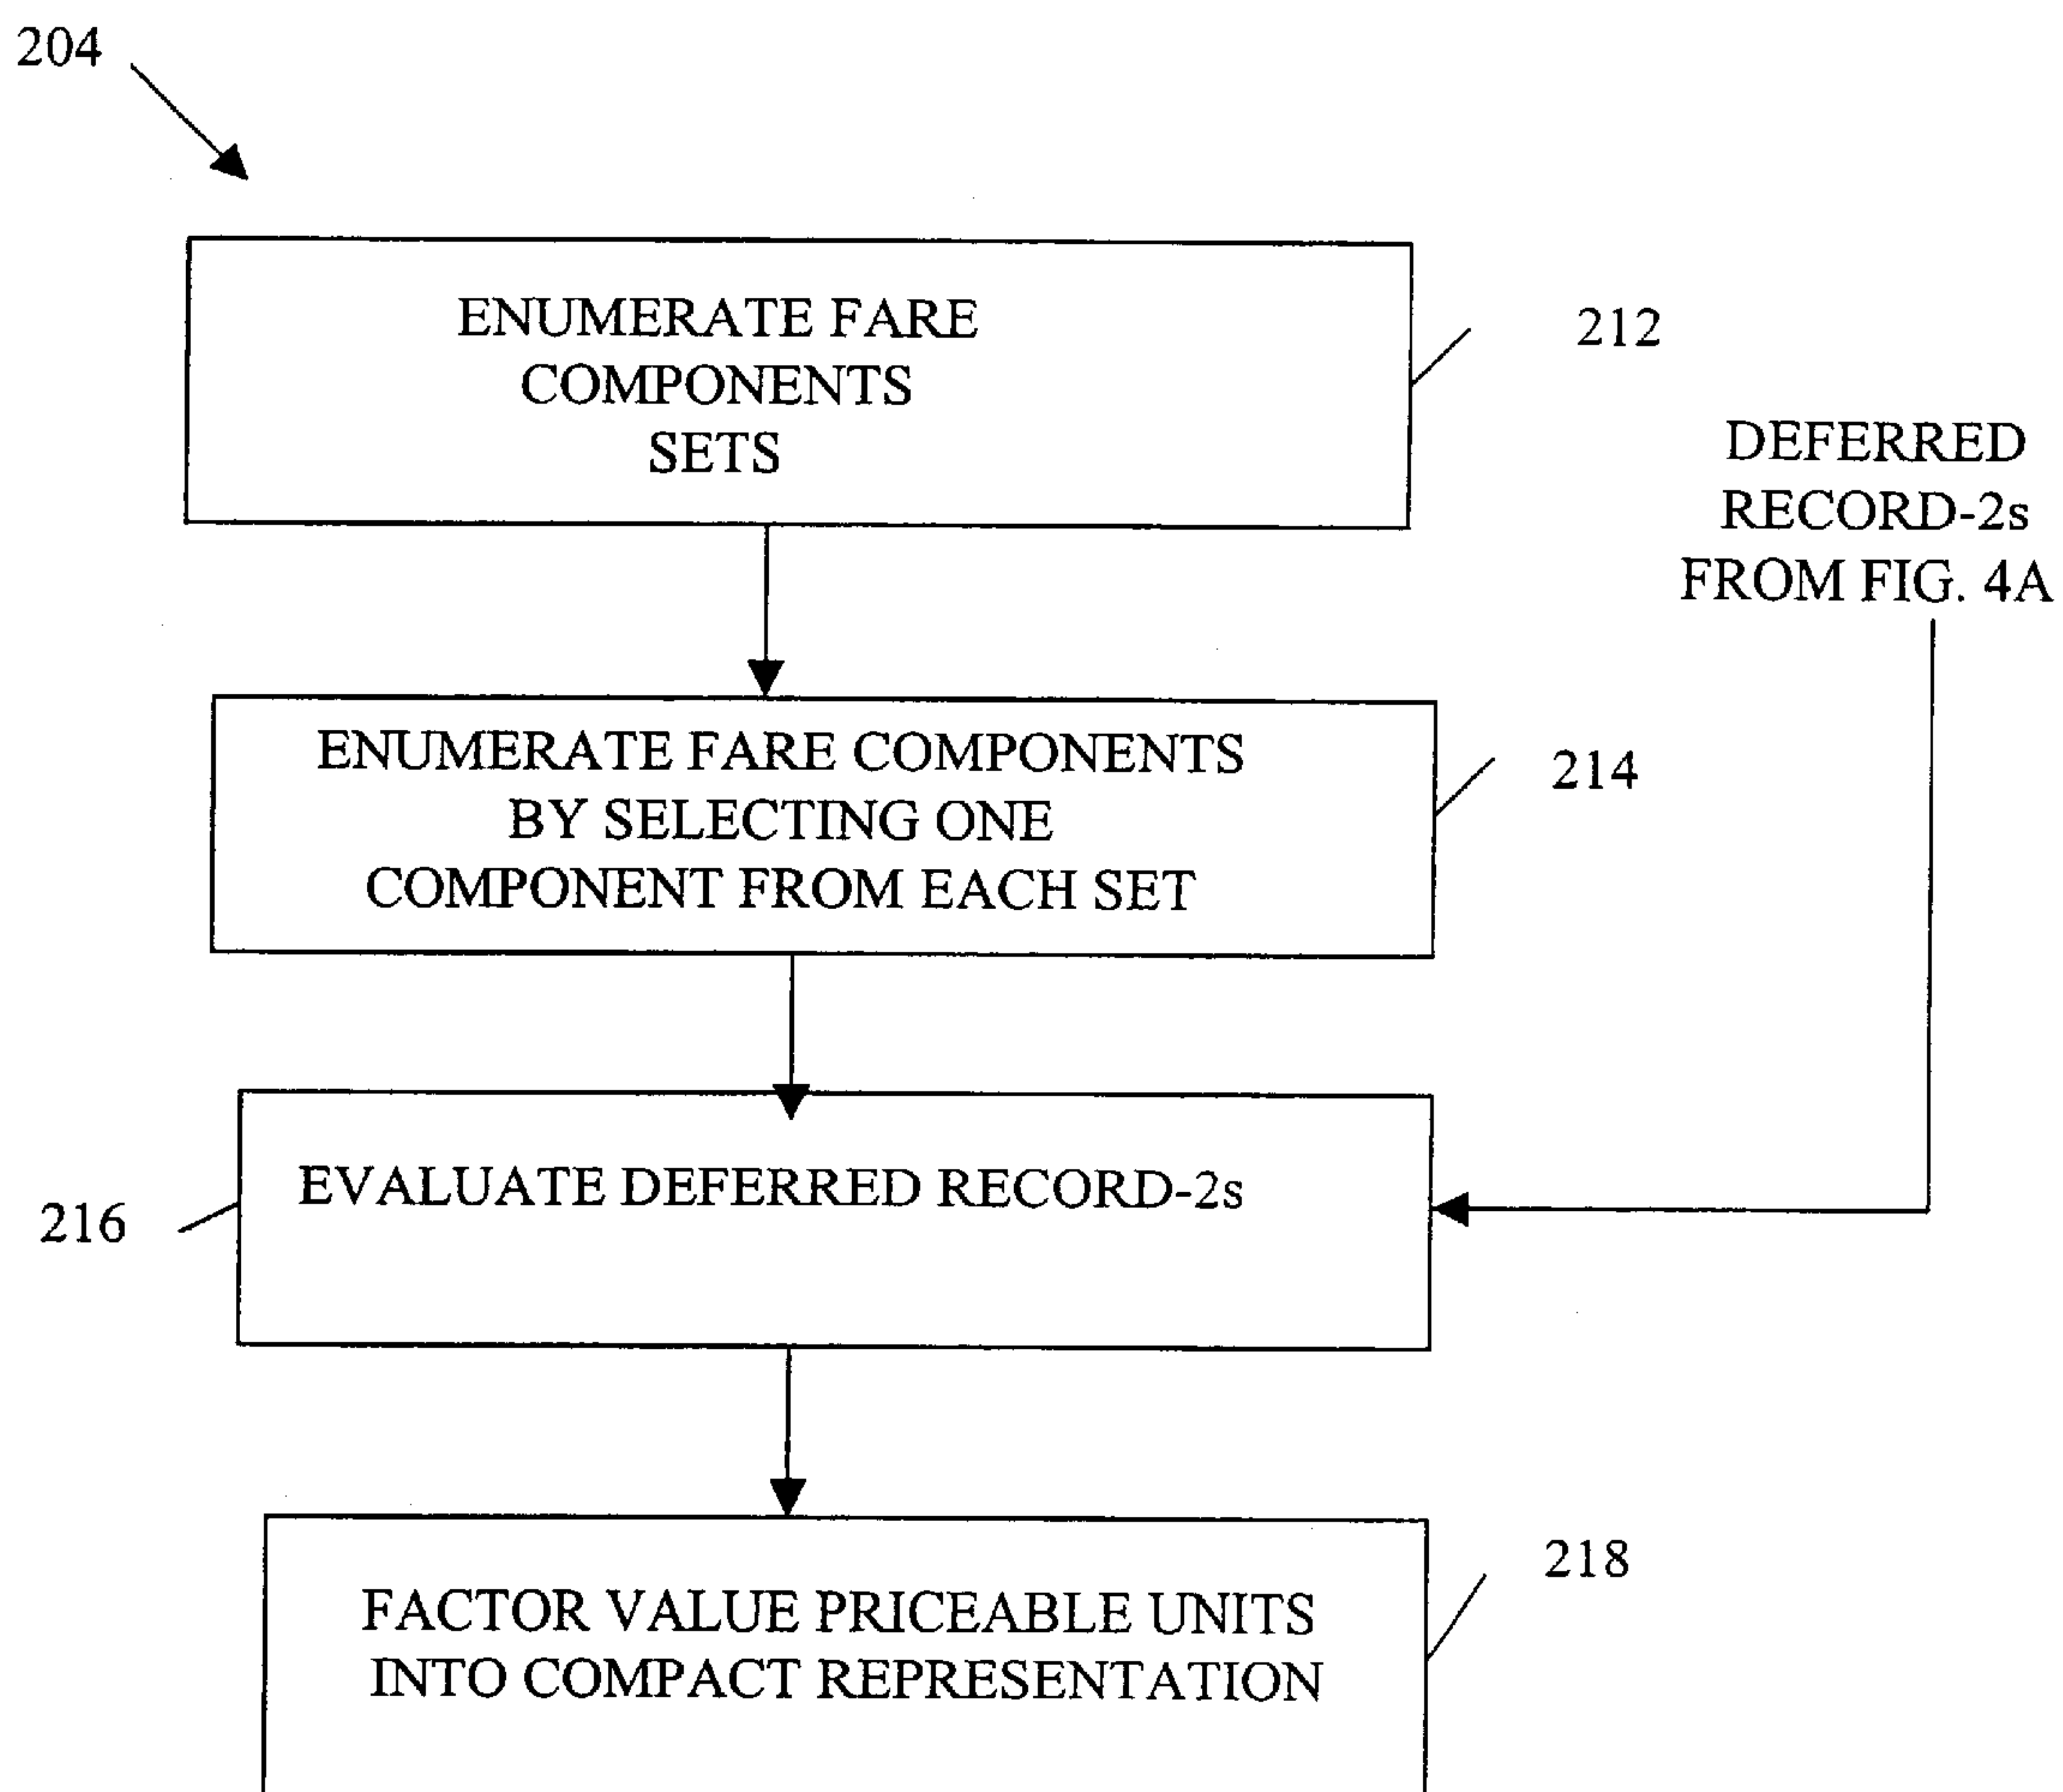 204
ENUMERATE FARE
COMPONENTS
SETS
212
DEFERRED
RECORD-2s
FROM FIG. 4A
ENUMERATE FARE COMPONENTS
BY SELECTING ONE
COMPONENT FROM EACH SET
214
EVALUATE DEFERRED RECORD-2s
216
FACTOR VALUE PRICEABLE UNITS
INTO COMPACT REPRESENTATION
218